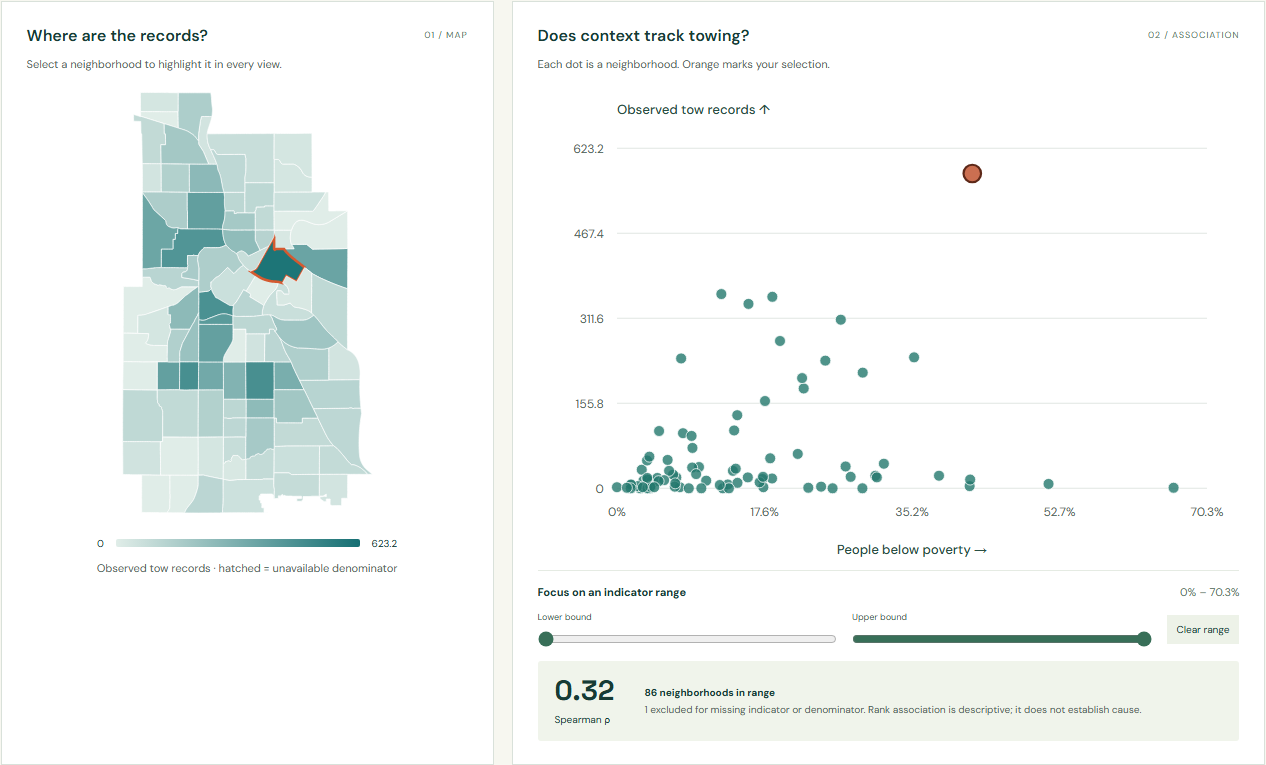 Where are the records?
01 / MAP
Select a neighborhood to highlight it in every view.
0
623.2
Observed tow records · hatched = unavailable denominator
Does context track towing?
02 / ASSOCIATION
Each dot is a neighborhood. Orange marks your selection.
Observed tow records ↑
623.2
467.4
311.6
155.8
0
0%
17.6%
35.2%
52.7%
70.3%
People below poverty →
Focus on an indicator range
0% – 70.3%
Lower bound
Upper bound
Clear range
0.32
Spearman ρ
86 neighborhoods in range
1 excluded for missing indicator or denominator. Rank association is descriptive; it does not establish cause.